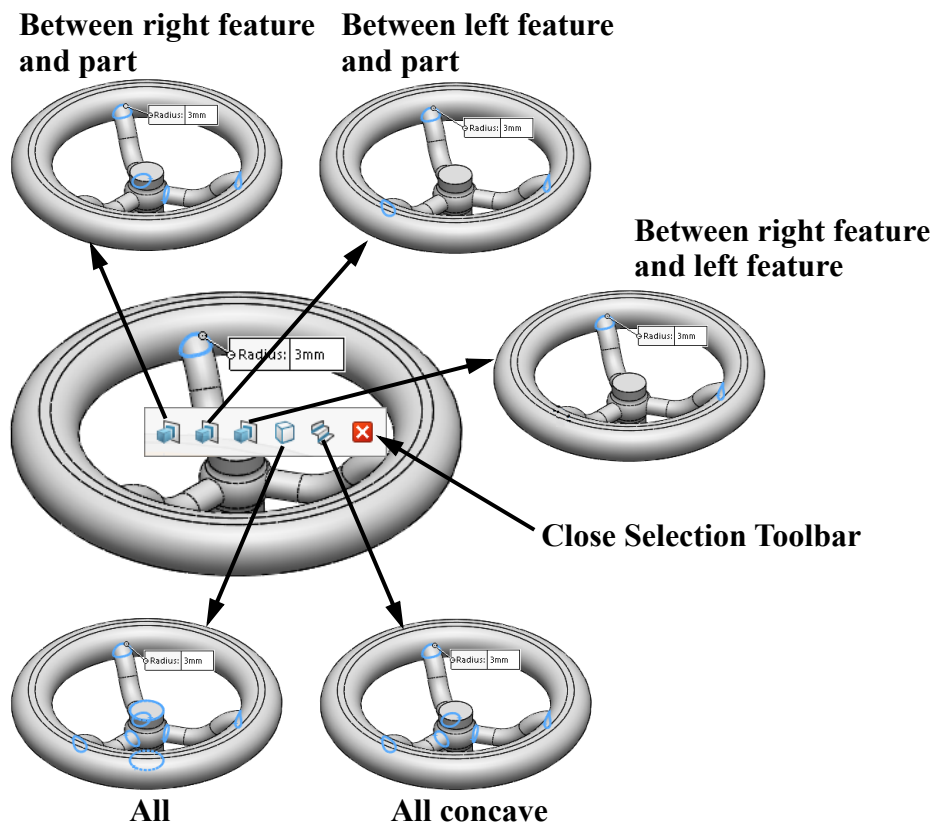 Between right feature
and part
Between left feature
and part
Radius: 3mm
Radius: 3mm
Between right feature
and left feature
Radius: 3mm
Radius: 3mm
Close Selection Toolbar
Radius: 3mm
Radius: 3mm
All
All concave